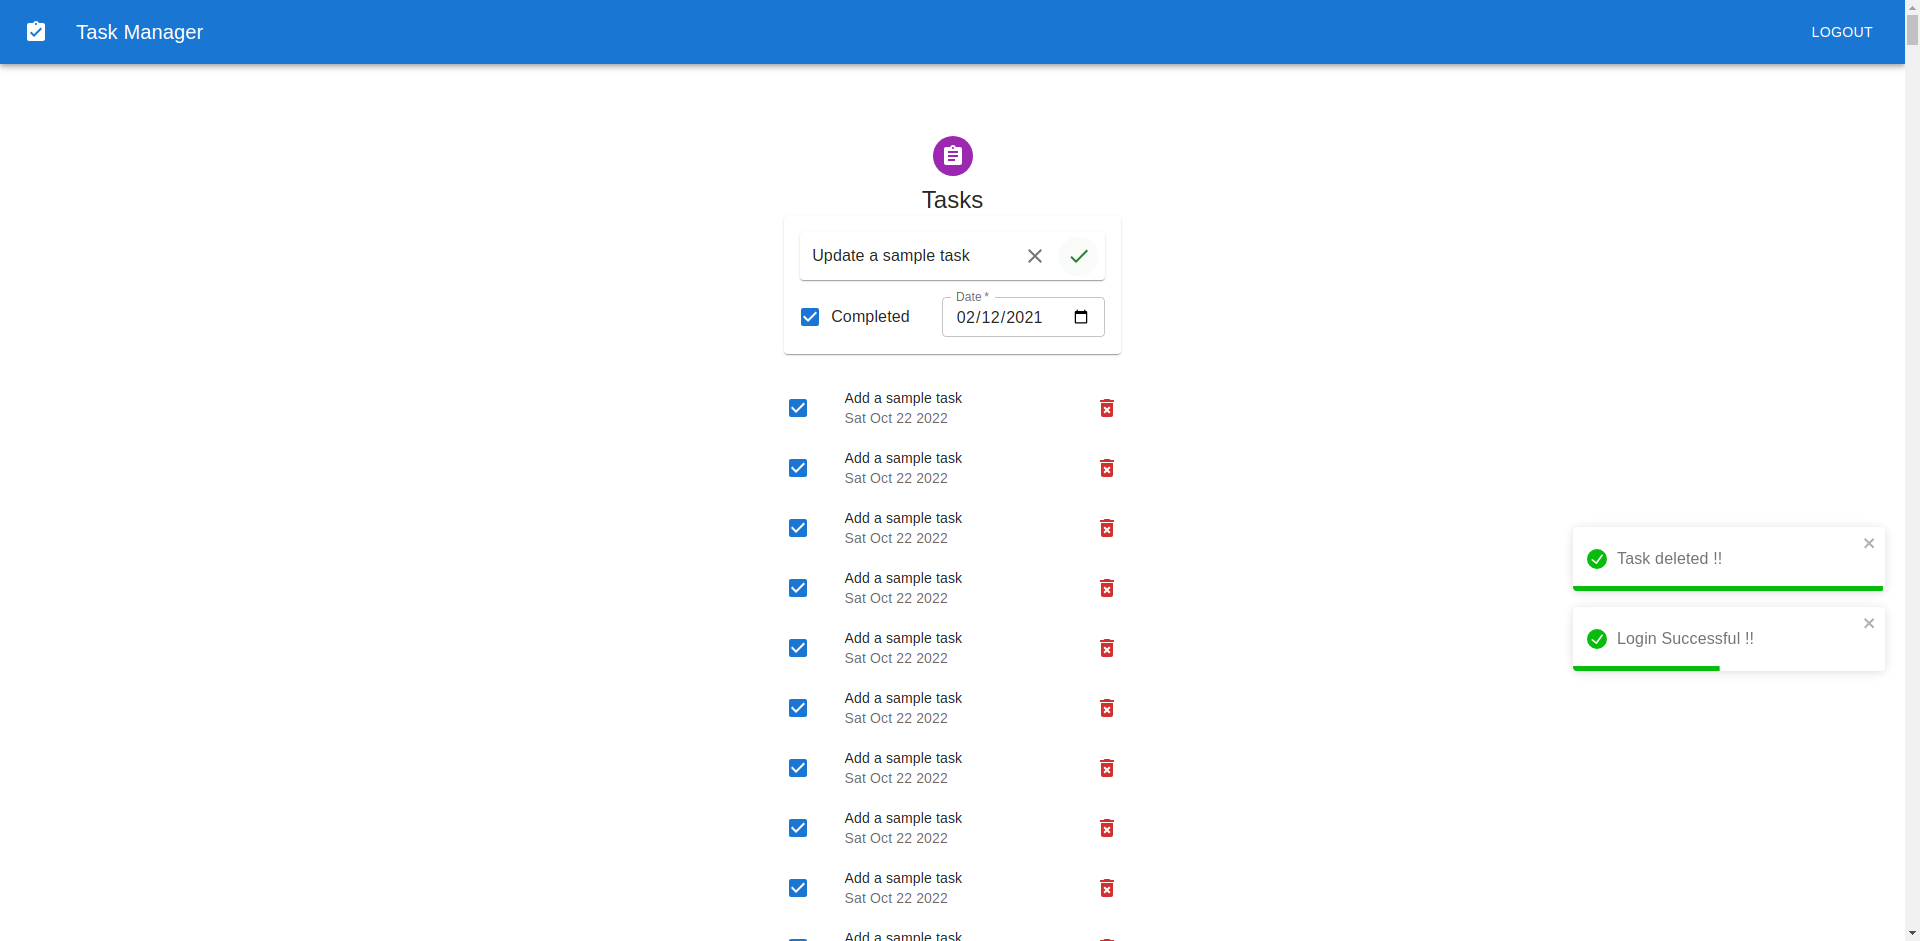 Task Manager
LOGOUT
Tasks
Update a sample task
Completed
Date *
02/12/2021
Add a sample task
Sat Oct 22 2022
Add a sample task
Sat Oct 22 2022
Add a sample task
Sat Oct 22 2022
Add a sample task
Sat Oct 22 2022
Add a sample task
Sat Oct 22 2022
Add a sample task
Sat Oct 22 2022
Add a sample task
Sat Oct 22 2022
Add a sample task
Sat Oct 22 2022
Add a sample task
Sat Oct 22 2022
Add a sample task
Task deleted !!
Login Successful !!